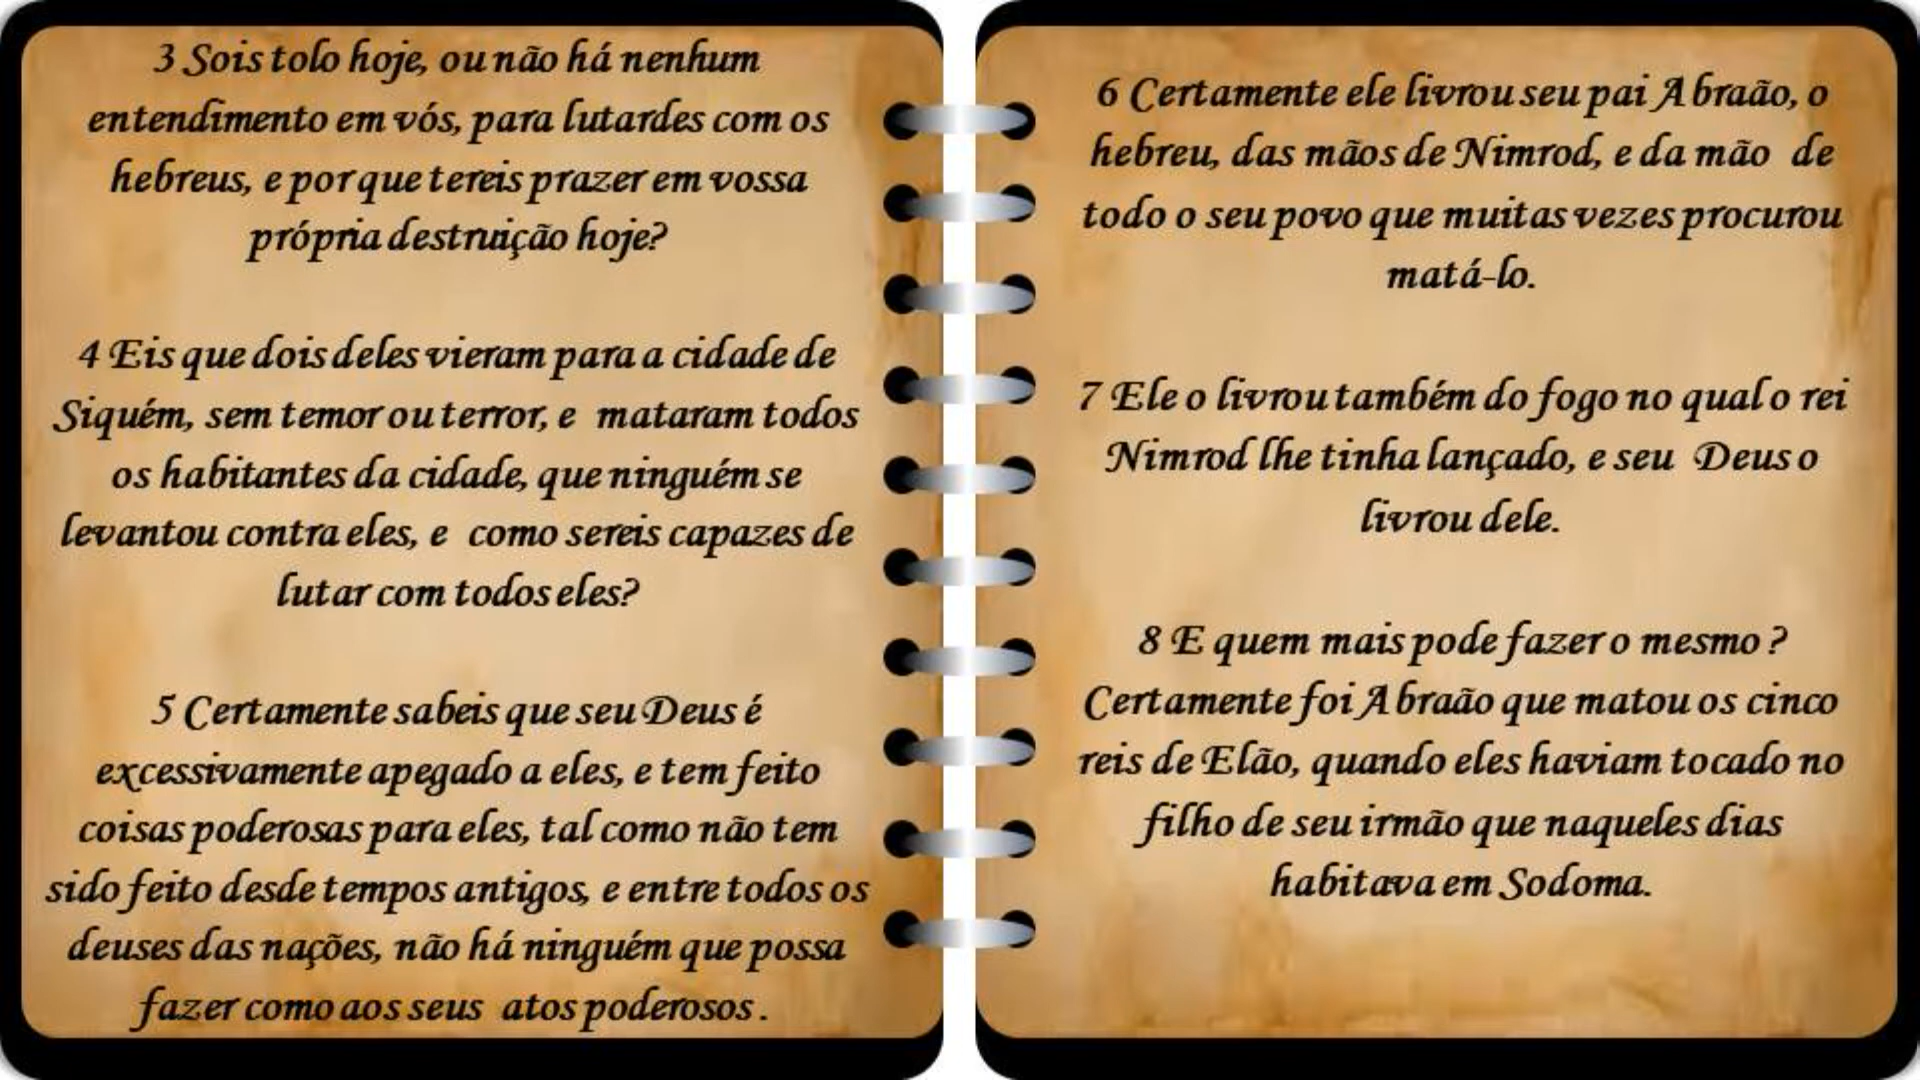 3 Sois tolo hoje, ou não há nenhum
entendimento em vós, para lutardes com os
hebreus, e por que tereis prazer em vossa
própria destruição hoje?
4 Eis que dois deles vieram para a cidade de
Siquém, sem temor ou terror, e mataram todos
os habitantes da cidade, que ninguém se
levantou contra eles, e como sereis capazes de
lutar com todos eles?
5 Certamente sabeis que seu Deus é
excessivamente apegado a eles, e tem feito
coisas poderosas para eles, tal como não tem
sido feito desde tempos antigos, e entre todos os
deuses das nações, não há ninguém que possa
fazer como aos seus atos poderosos .
6 Certamente ele livrou seu pai Abraão, o
hebreu, das mãos de Nimrod, e da mão de
todo o seu povo que muitas vezes procurou
matá-lo.
7 Ele o livrou também do fogo no qual o rei
Nimrod lhe tinha lançado, e seu Deus o
livrou dele.
8 E quem mais pode fazer o mesmo ?
Certamente foi Abraão que matou os cinco
reis de Elão, quando eles haviam tocado no
filho de seu irmão que naqueles dias
habitava em Sodoma.